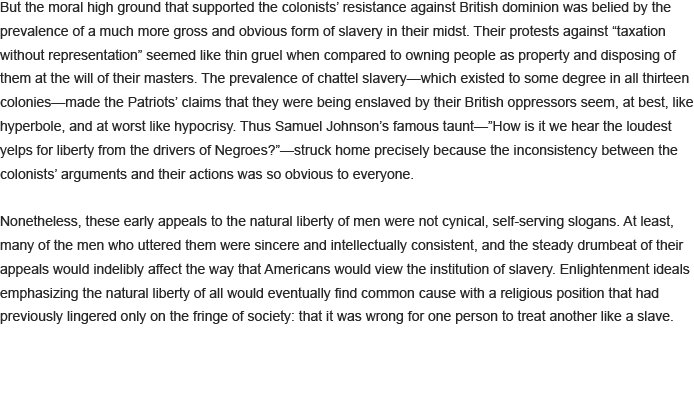 But the moral high ground that supported the colonists’ resistance against British dominion was belied by the
prevalence of a much more gross and obvious form of slavery in their midst. Their protests against “taxation
without representation” seemed like thin gruel when compared to owning people as property and disposing of
them at the will of their masters. The prevalence of chattel slavery—which existed to some degree in all thirteen
colonies—made the Patriots’ claims that they were being enslaved by their British oppressors seem, at best, like
hyperbole, and at worst like hypocrisy. Thus Samuel Johnson’s famous taunt—”How is it we hear the loudest
yelps for liberty from the drivers of Negroes?”—struck home precisely because the inconsistency between the
colonists’ arguments and their actions was so obvious to everyone.
Nonetheless, these early appeals to the natural liberty of men were not cynical, self-serving slogans. At least,
many of the men who uttered them were sincere and intellectually consistent, and the steady drumbeat of their
appeals would indelibly affect the way that Americans would view the institution of slavery. Enlightenment ideals
emphasizing the natural liberty of all would eventually find common cause with a religious position that had
previously lingered only on the fringe of society: that it was wrong for one person to treat another like a slave.